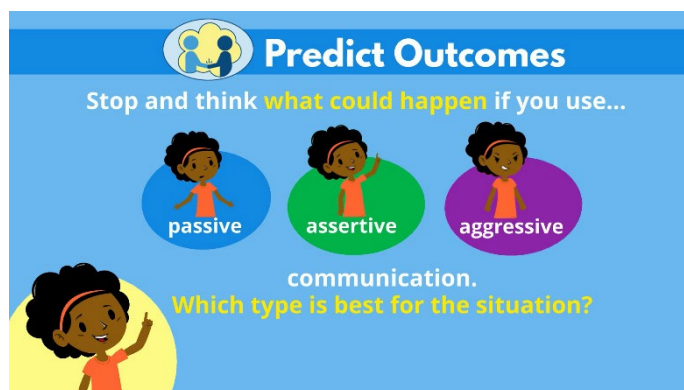 Predict Outcomes
Stop and think what could happen if you use...
passive
assertive
aggressive
communication.
Which type is best for the situation?